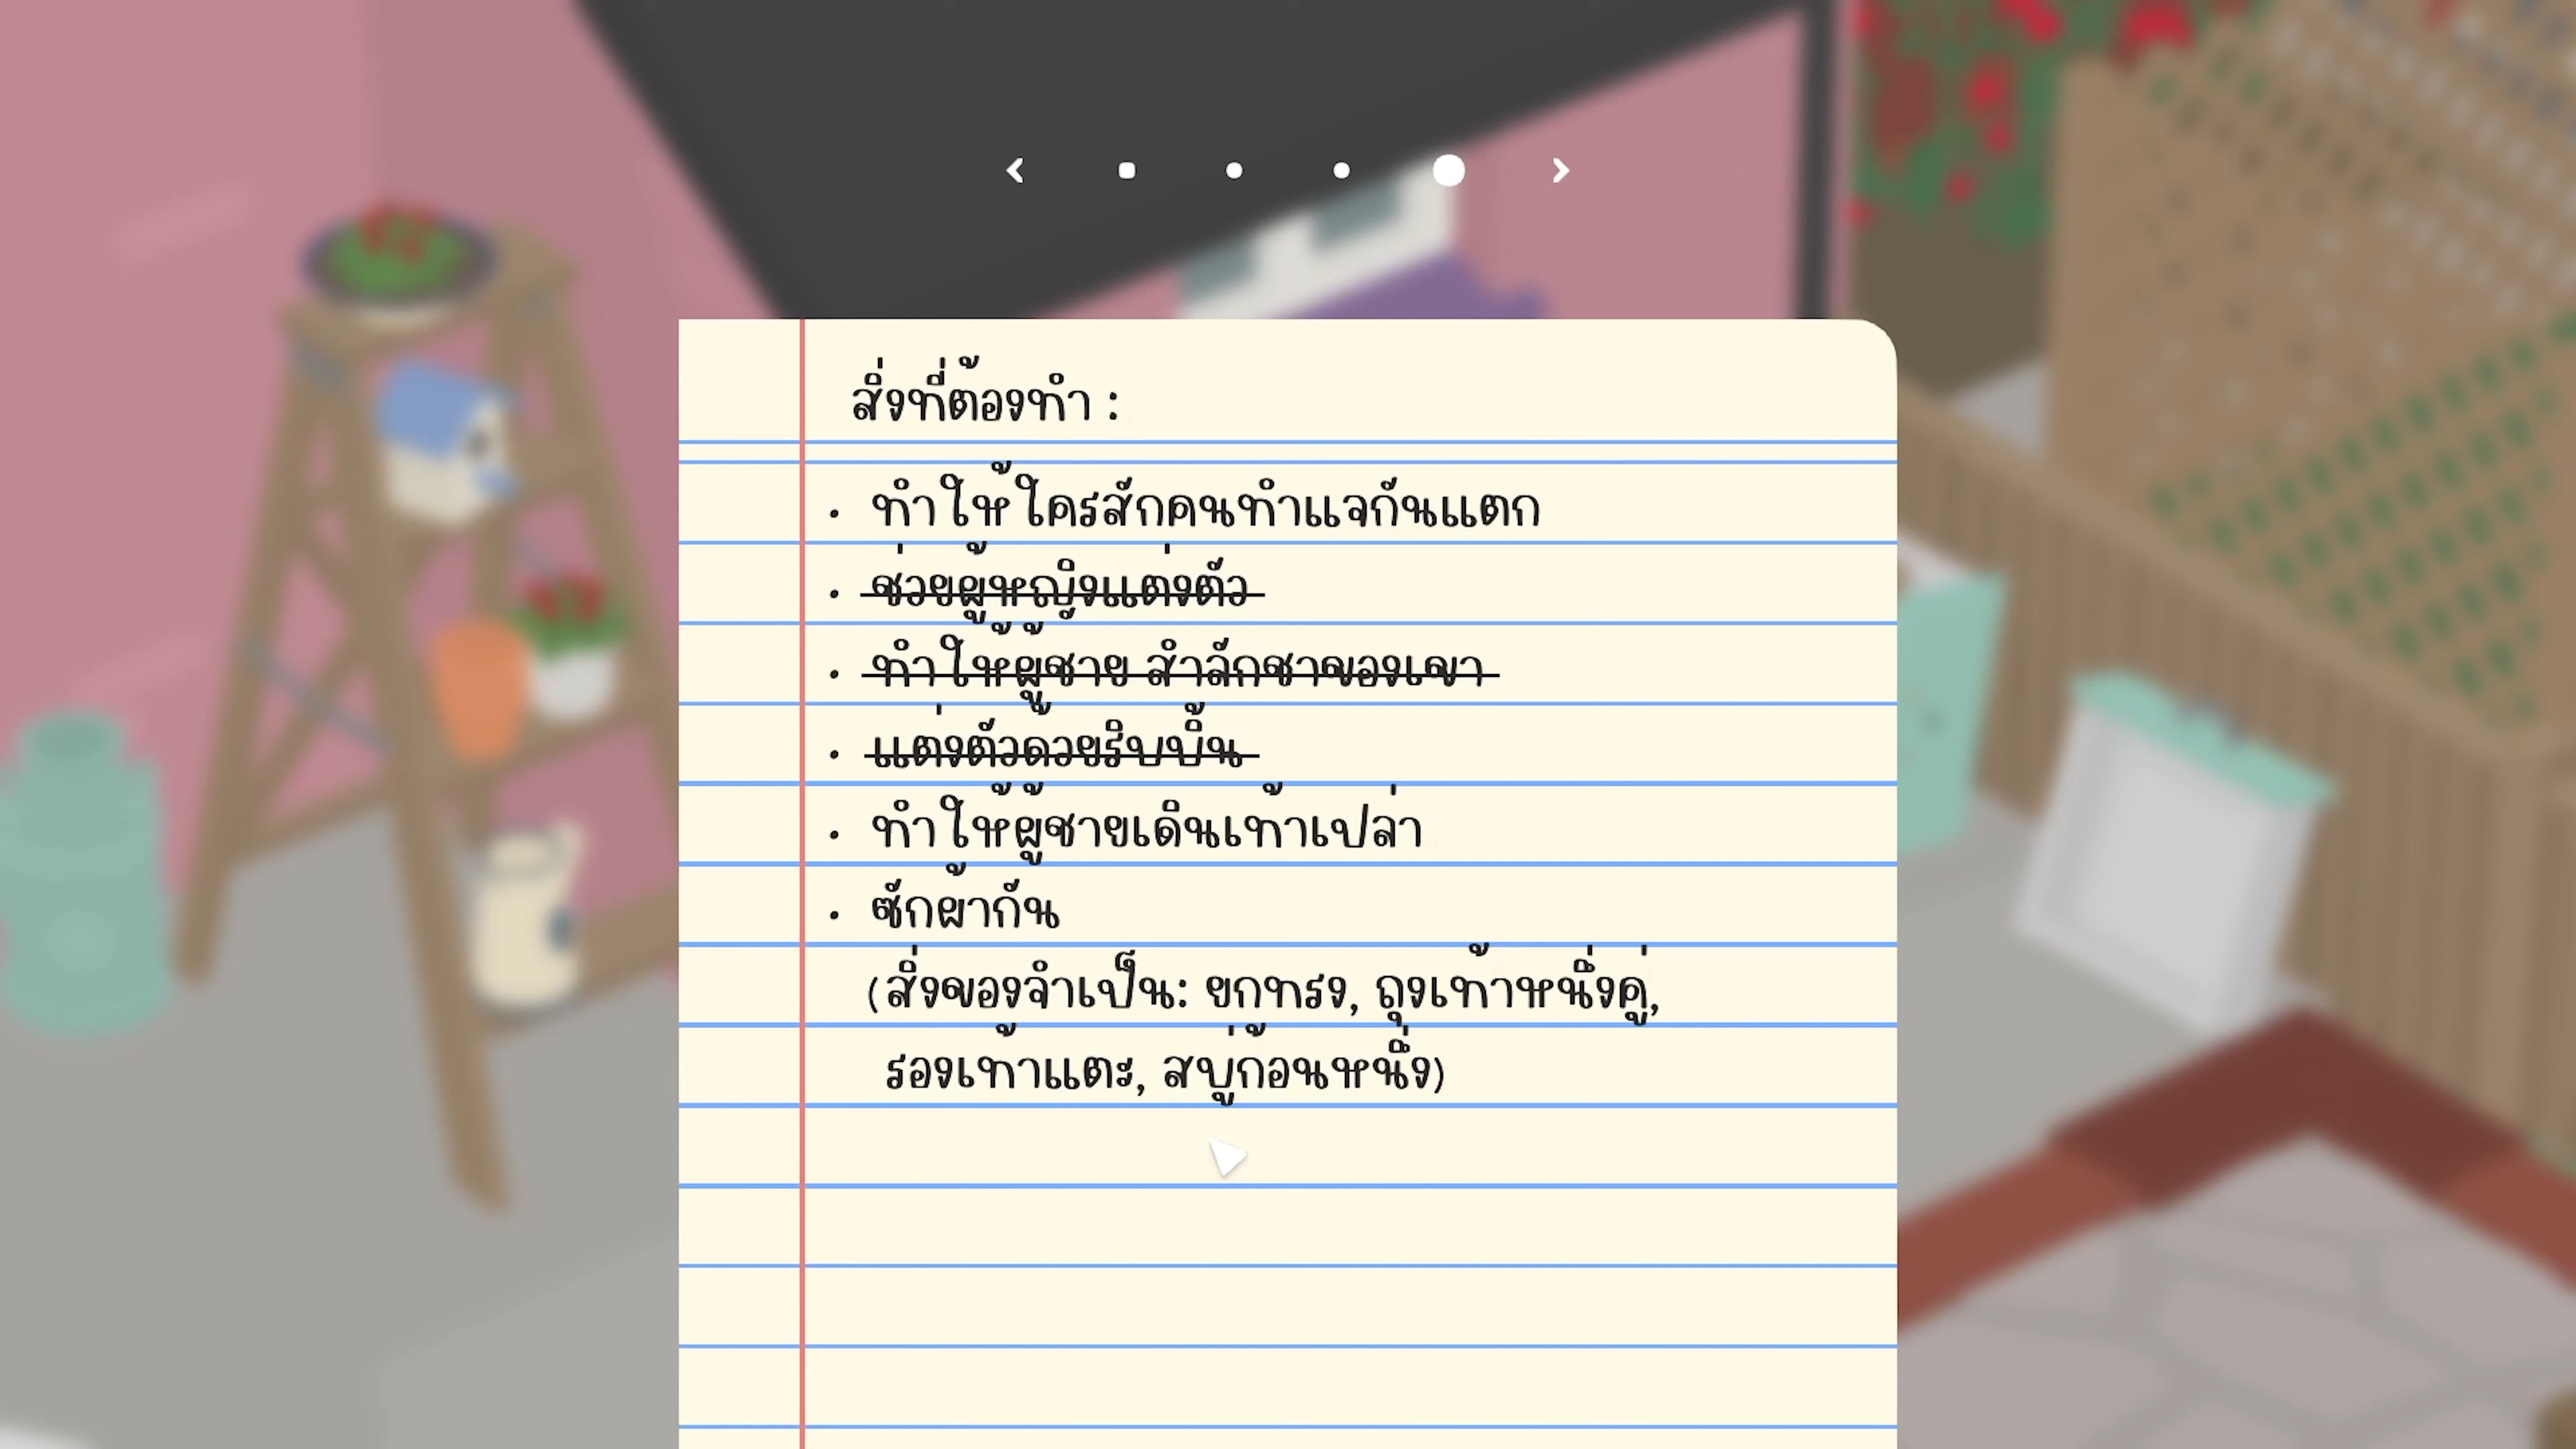 สิ่งที่ต้องทำ :
• ทำให้ใครสักคนทำแจกันแตก
• ช่วยผู้หญิงแต่งตัว
• ทำให้ผู้ชาย สำลักชาของเขา
• แต่งตัวดวยริบบิ้น
• ทำให้ผู้ชายเดินเท้าเปล่า
• ซักผ้ากัน
(สิ่งของจำเป็น: ยกทรง, ถุงเท้าหนึ่งคู่,
รองเท้าแตะ, สบู่ก้อนหนึ่ง)